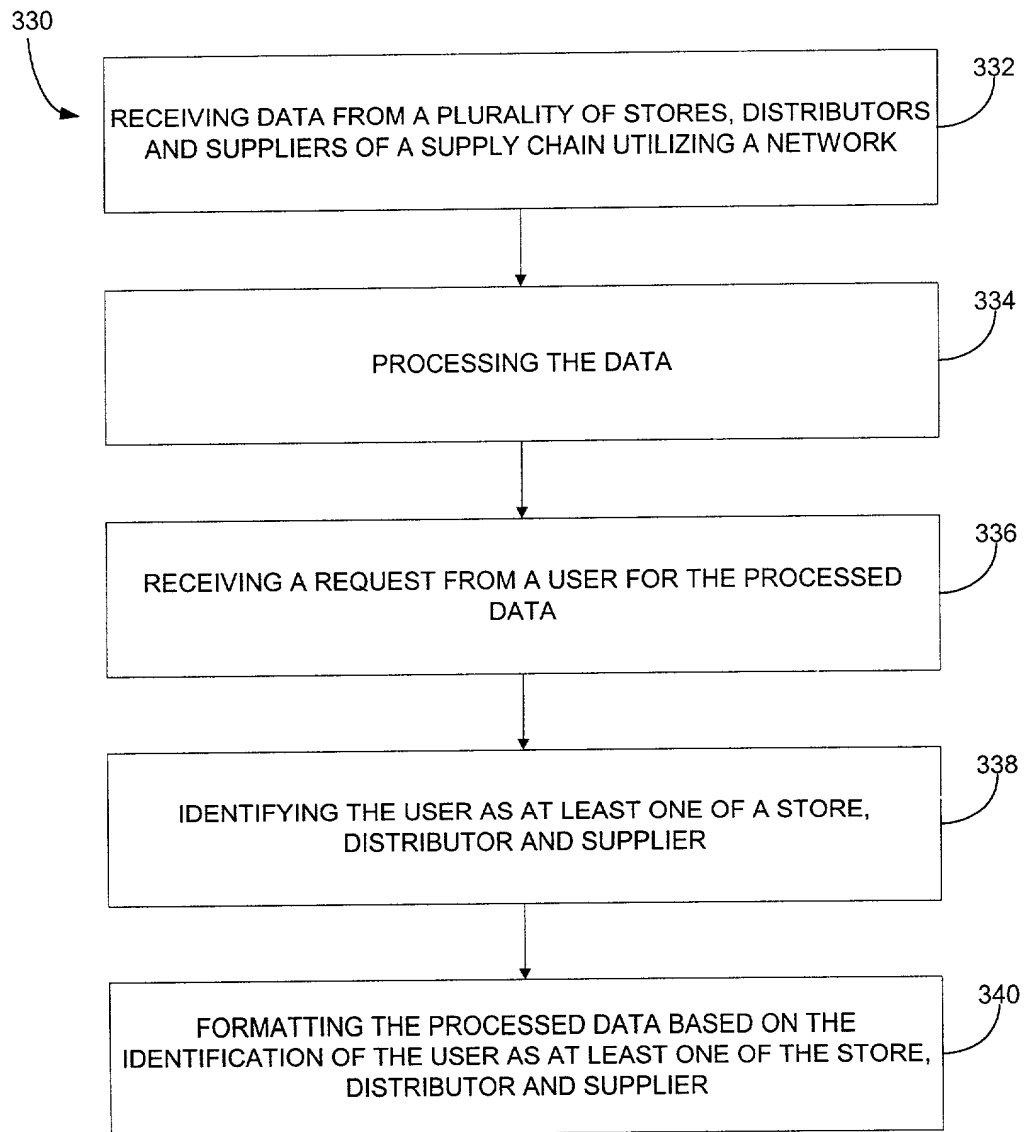 330
332
RECEIVING DATA FROM A PLURALITY OF STORES, DISTRIBUTORS
AND SUPPLIERS OF A SUPPLY CHAIN UTILIZING A NETWORK
334
PROCESSING THE DATA
336
RECEIVING A REQUEST FROM A USER FOR THE PROCESSED
DATA
338
IDENTIFYING THE USER AS AT LEAST ONE OF A STORE,
DISTRIBUTOR AND SUPPLIER
340
FORMATTING THE PROCESSED DATA BASED ON THE
IDENTIFICATION OF THE USER AS AT LEAST ONE OF THE STORE,
DISTRIBUTOR AND SUPPLIER